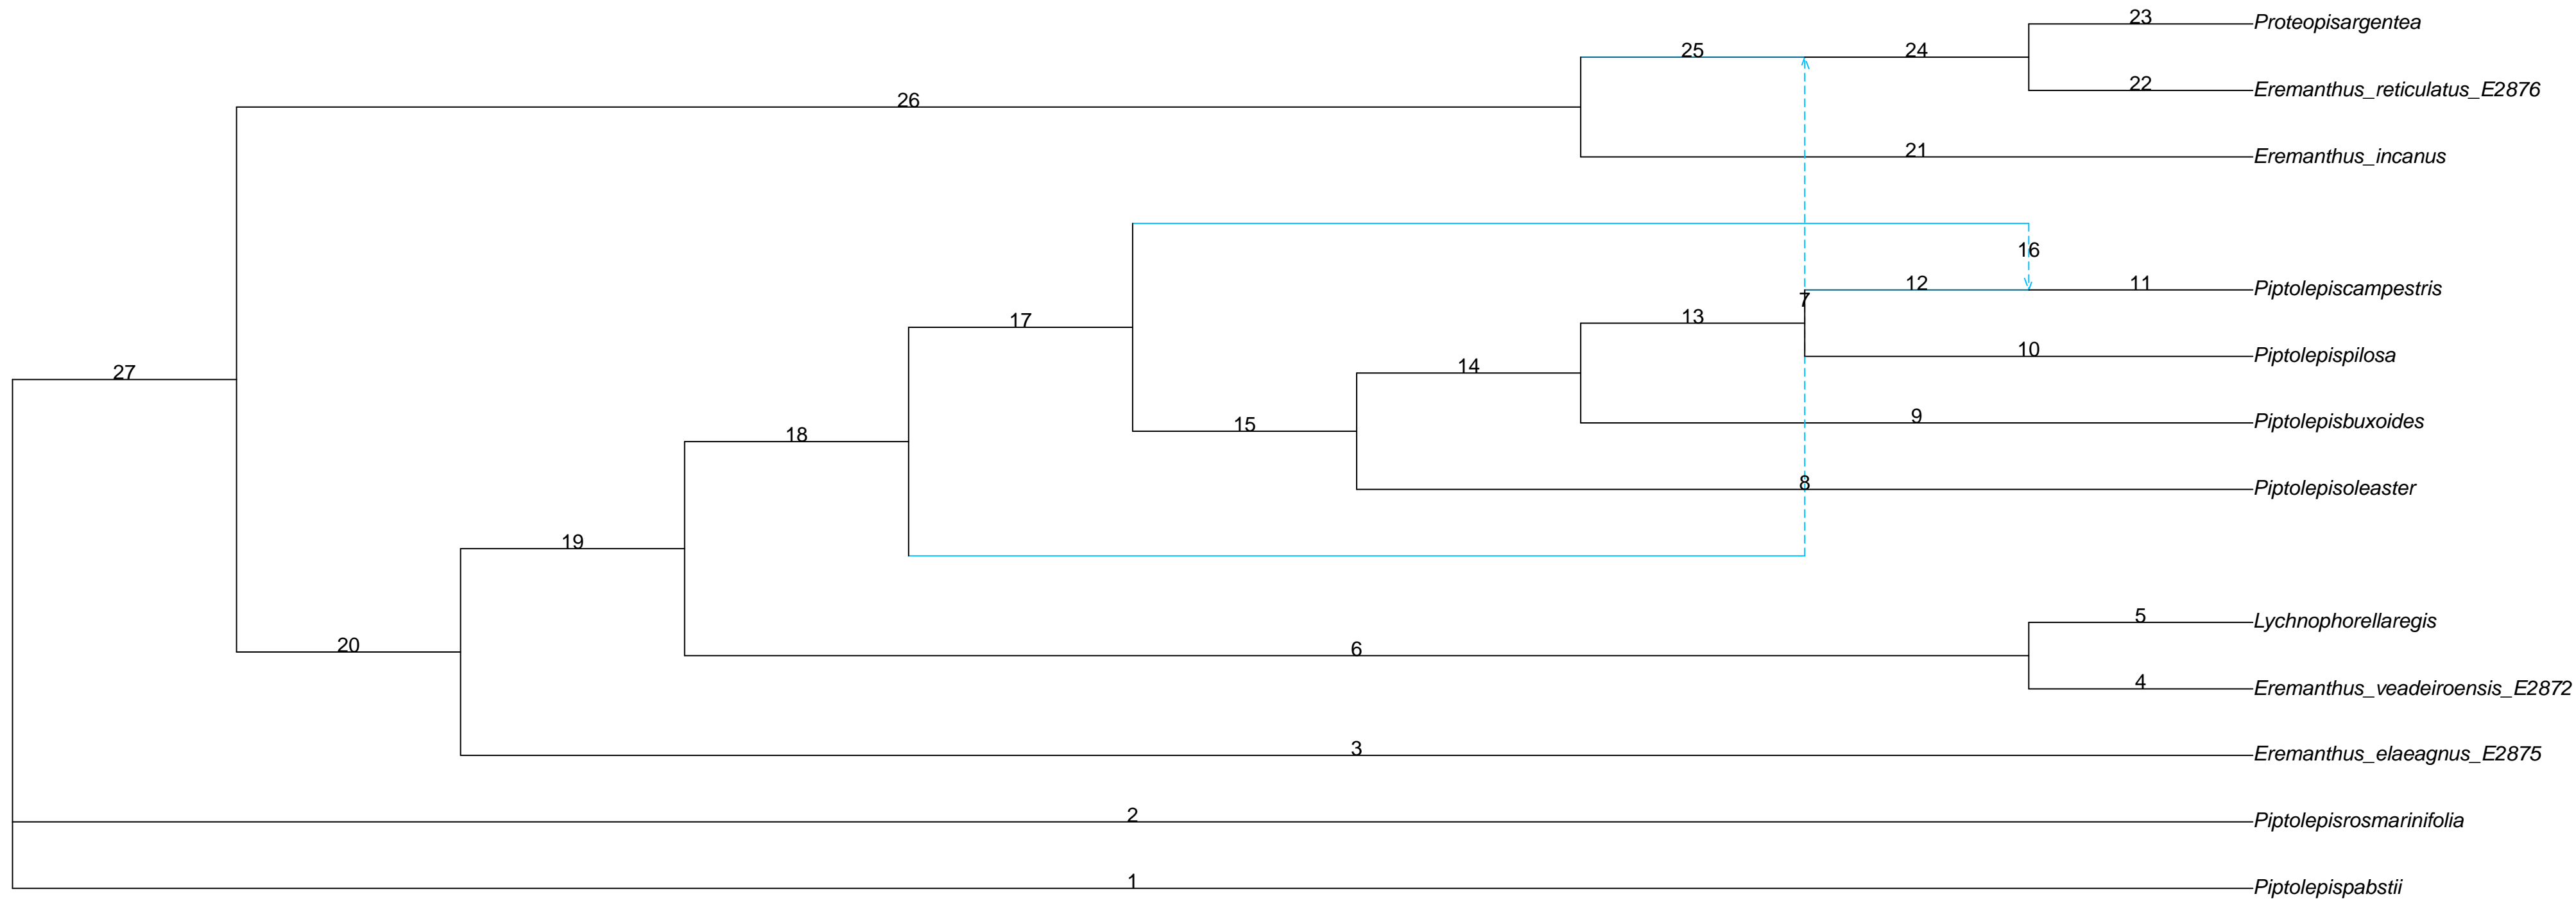 23
Proteopisargentea
25
24
22
Eremanthus_reticulatus_E2876
26
21
Eremanthus_incanus
16
12
11
Piptolepiscampestris
7
17
13
10
Piptolepispilosa
14
27
15
9
Piptolepisbuxoides
18
8
Piptolepisoleaster
19
5
Lychnophorellaregis
20
6
4
Eremanthus_veadeiroensis_E2872
3
Eremanthus_elaeagnus_E2875
2
Piptolepisrosmarinifolia
1
Piptolepispabstii